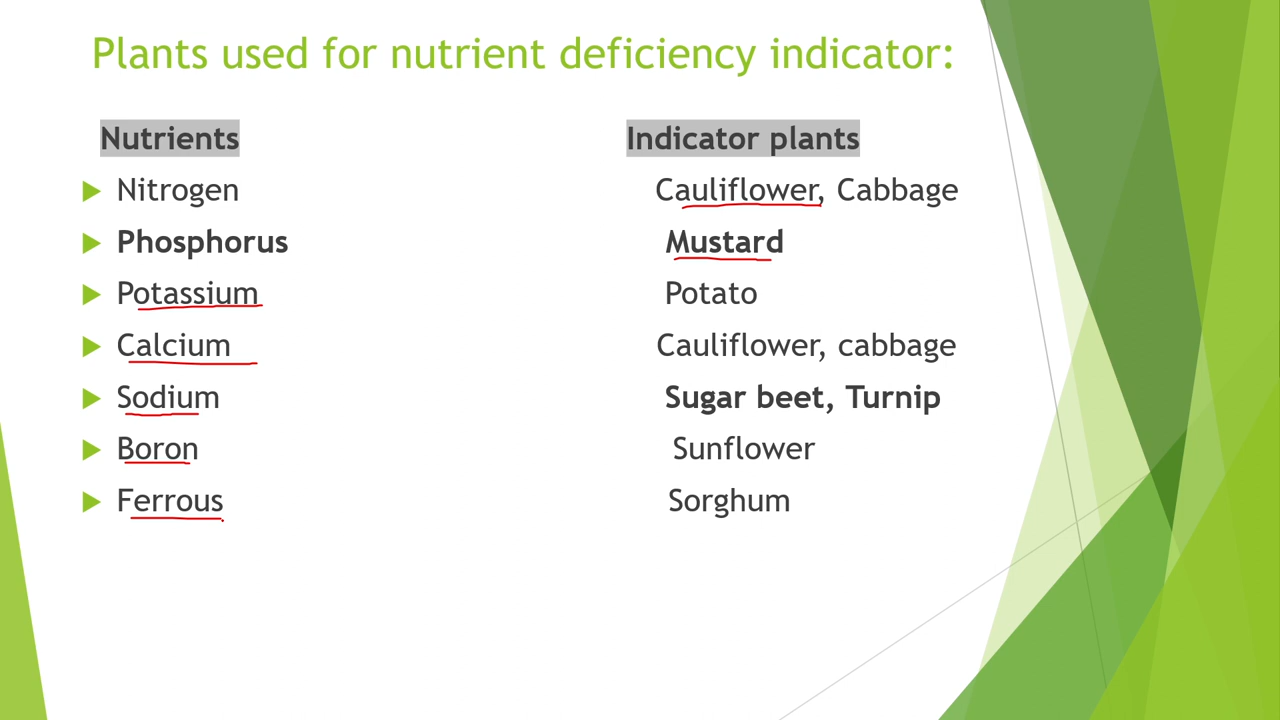 Plants used for nutrient deficiency indicator:
Nutrients Indicator plants
Nitrogen Cauliflower, Cabbage
Phosphorus Mustard
Potassium Potato
Calcium Cauliflower, cabbage
Sodium Sugar beet, Turnip
Boron Sunflower
Ferrous Sorghum